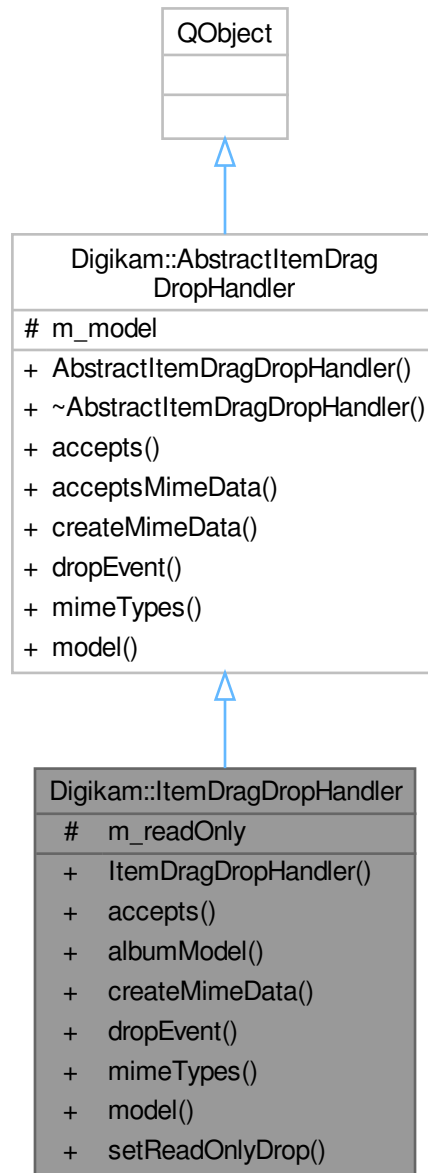 QObject
Digikam::AbstractItemDrag
DropHandler
# m_model
+ AbstractItemDragDropHandler()
+ ~AbstractItemDragDropHandler()
+ accepts()
+ acceptsMimeData()
+ createMimeData()
+ dropEvent()
+ mimeTypes()
+ model()
Digikam::ItemDragDropHandler
# m_readOnly
+ ItemDragDropHandler()
+ accepts()
+ albumModel()
+ createMimeData()
+ dropEvent()
+ mimeTypes()
+ model()
+ setReadOnlyDrop()